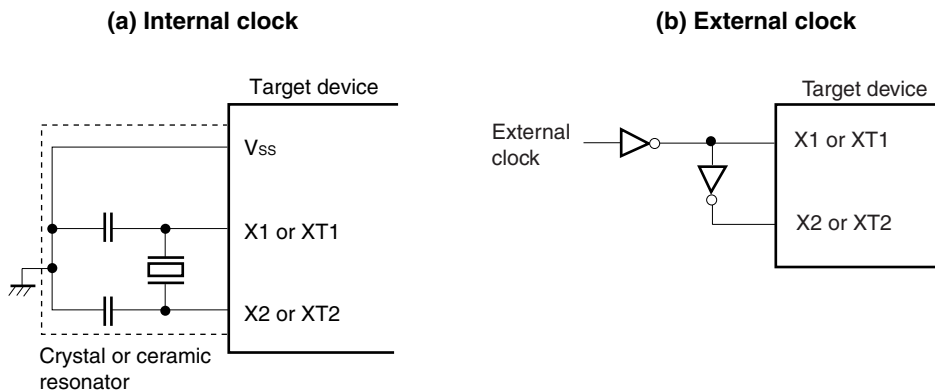 (a) Internal clock
Target device
VSS
X1 or XT1
X2 or XT2
Crystal or ceramic
resonator
(b) External clock
Target device
External
clock
X1 or XT1
X2 or XT2